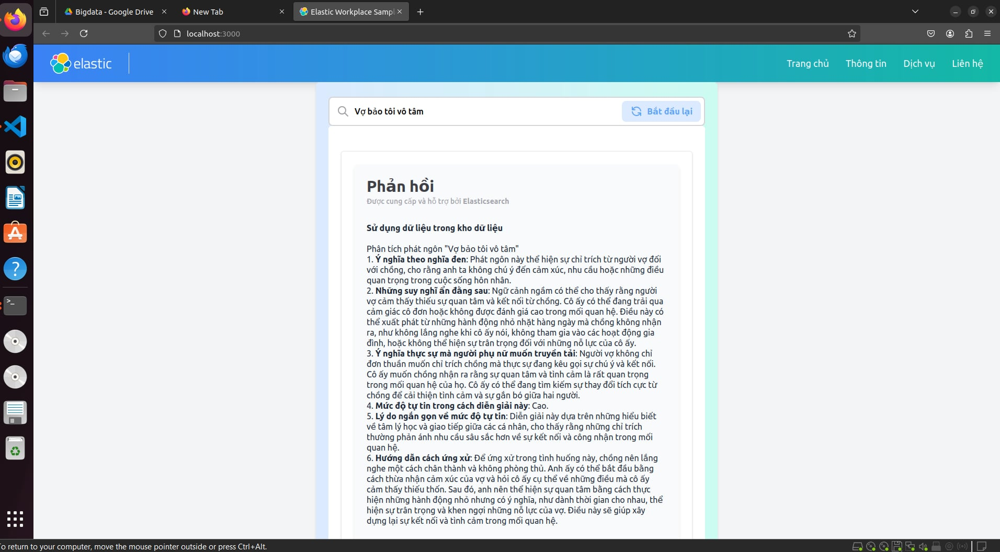 Bigdata - Google Drive
New Tab
Elastic Workplace Sampl
localhost:3000
elastic
Trang chủ
Thông tin
Dịch vụ
Liên hệ
Vợ bảo tôi vô tâm
Bắt đầu lại
Phản hồi
Được cung cấp và hỗ trợ bởi Elasticsearch
Sử dụng dữ liệu trong kho dữ liệu
Phân tích phát ngôn "Vợ bảo tôi vô tâm"
1. Ý nghĩa theo nghĩa đen: Phát ngôn này thể hiện sự chỉ trích từ người vợ đối
với chồng, cho rằng anh ta không chú ý đến cảm xúc, nhu cầu hoặc những điều
quan trọng trong cuộc sống hôn nhân.
2. Những suy nghĩ ẩn đằng sau: Ngữ cảnh ngầm có thể cho thấy rằng người
vợ cảm thấy thiếu sự quan tâm và kết nối từ chồng. Cô ấy có thể đang trải qua
cảm giác cô đơn hoặc không được đánh giá cao trong mối quan hệ. Điều này có
thể xuất phát từ những hành động nhỏ nhặt hàng ngày mà chồng không nhận
ra, như không lắng nghe khi cô ấy nói, không tham gia vào các hoạt động gia
đình, hoặc không thể hiện sự trân trọng đối với những nỗ lực của cô ấy.
3. Ý nghĩa thực sự mà người phụ nữ muốn truyền tải: Người vợ không chỉ
đơn thuần muốn chỉ trích chồng mà thực sự đang kêu gọi sự chú ý và kết nối.
Cô ấy muốn chồng nhận ra rằng sự quan tâm và tình cảm là rất quan trọng
trong mối quan hệ của họ. Cô ấy có thể đang tìm kiếm sự thay đổi tích cực từ
chồng để cải thiện tình cảm và sự gắn bó giữa hai người.
4. Mức độ tự tin trong cách diễn giải này: Cao.
5. Lý do ngắn gọn về mức độ tự tin: Diễn giải này dựa trên những hiểu biết
về tâm lý học và giao tiếp giữa các cá nhân, cho thấy rằng những chỉ trích
thường phản ánh nhu cầu sâu sắc hơn về sự kết nối và công nhận trong mối
quan hệ.
6. Hướng dẫn cách ứng xử: Để ứng xử trong tình huống này, chồng nên lắng
nghe một cách chân thành và không phòng thủ. Anh ấy có thể bắt đầu bằng
cách thừa nhận cảm xúc của vợ và hỏi cô ấy cụ thể về những điều mà cô ấy
cảm thấy thiếu thốn. Sau đó, anh nên thể hiện sự quan tâm bằng cách thực
hiện những hành động nhỏ nhưng có ý nghĩa, như dành thời gian cho nhau, thể
hiện sự trân trọng và khen ngợi những nỗ lực của vợ. Điều này sẽ giúp xây
dựng lại sự kết nối và tình cảm trong mối quan hệ.
o return to your computer, move the mouse pointer outside or press Ctrl+Alt.